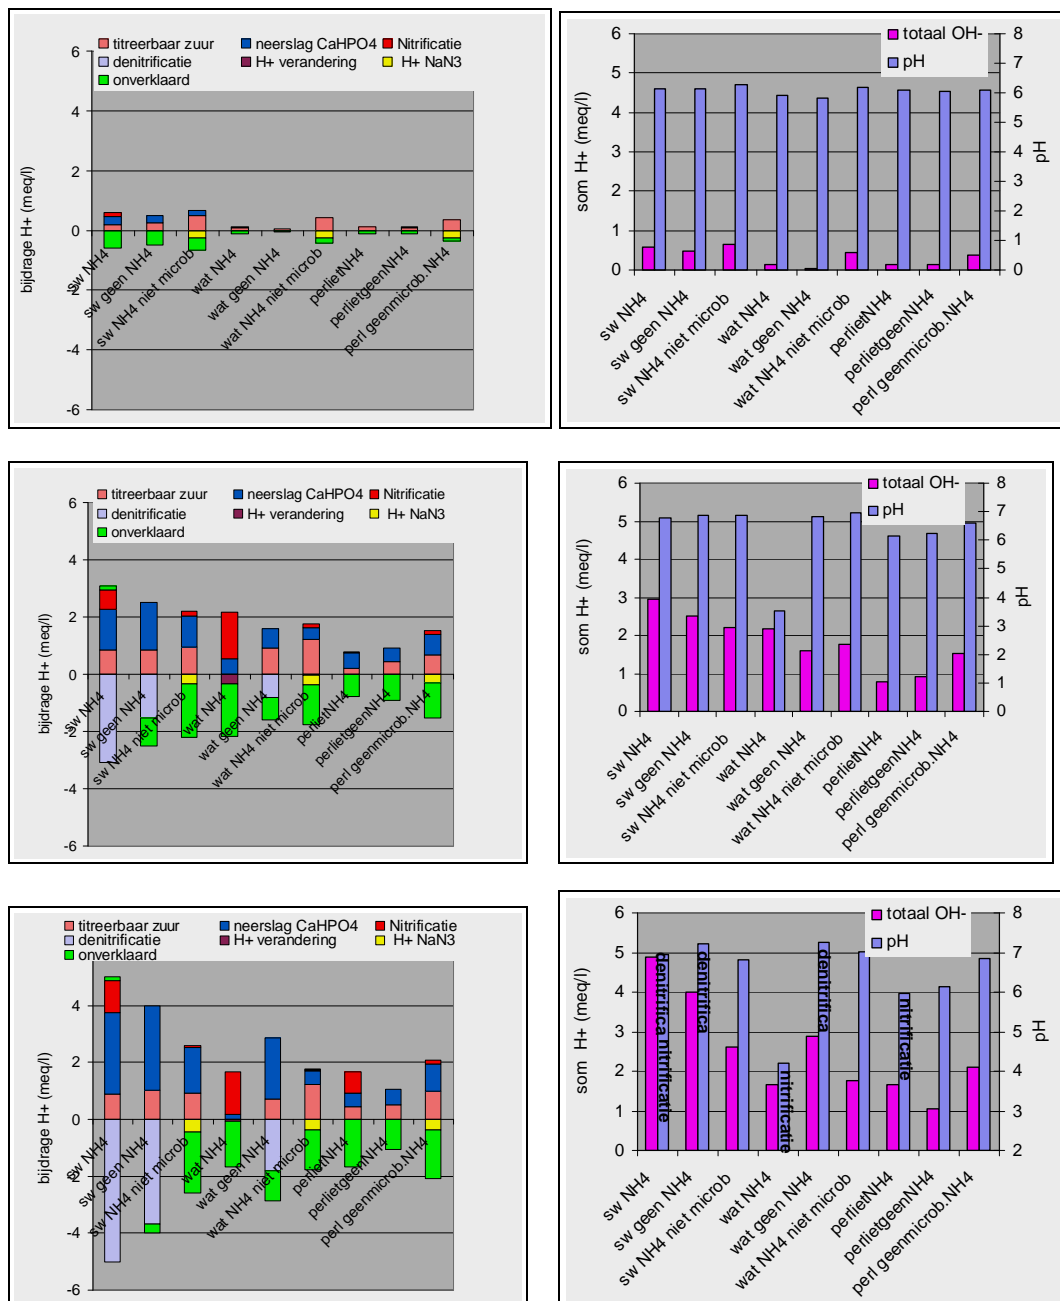 titreerbaar zuur neerslag CaHPO4 Nitrificatie
denitrificatie H+ verandering H+ NaN3
onverklaard
bijdrage H+ (meq/l)
6
4
2
0
-2
-4
-6
sw NH4
sw geen NH4
sw NH4 niet microb
wat NH4
wat geen NH4
wat NH4 niet microb
perlietNH4
perlietgeenNH4
perl geenmicrob.NH4
totaal OH-
pH
som H+ (meq/l)
6
5
4
3
2
1
0
8
7
6
5
4
3
2
1
0
pH
sw NH4
sw geen NH4
sw NH4 niet microb
wat NH4
wat geen NH4
wat NH4 niet microb
perlietNH4
perlietgeenNH4
perl geenmicrob.NH4
titreerbaar zuur neerslag CaHPO4 Nitrificatie
denitrificatie H+ verandering H+ NaN3
onverklaard
bijdrage H+ (meq/l)
6
4
2
0
-2
-4
-6
sw NH4
sw geen NH4
sw NH4 niet microb
wat NH4
wat geen NH4
wat NH4 niet microb
perlietNH4
perlietgeenNH4
perl geenmicrob.NH4
totaal OH-
pH
som H+ (meq/l)
6
5
4
3
2
1
0
8
7
6
5
4
3
2
1
0
pH
sw NH4
sw geen NH4
sw NH4 niet microb
wat NH4
wat geen NH4
wat NH4 niet microb
perlietNH4
perlietgeenNH4
perl geenmicrob.NH4
titreerbaar zuur neerslag CaHPO4 Nitrificatie
denitrificatie H+ verandering H+ NaN3
onverklaard
bijdrage H+ (meq/l)
4
2
0
-2
-4
-6
sw NH4
sw geen NH4
sw NH4 niet microb
wat NH4
wat geen NH4
wat NH4 niet microb
perlietNH4
perlietgeenNH4
perl geenmicrob.NH4
totaal OH-
pH
som H+ (meq/l)
6
5
4
3
2
1
0
8
7
6
5
4
3
2
pH
denitrifica nitrificatie
denitrifica
nitrificatie
denitrifica
nitrificatie
sw NH4
sw geen NH4
sw NH4 niet microb
wat NH4
wat geen NH4
wat NH4 niet microb
perlietNH4
perlietgeenNH4
perl geenmicrob.NH4